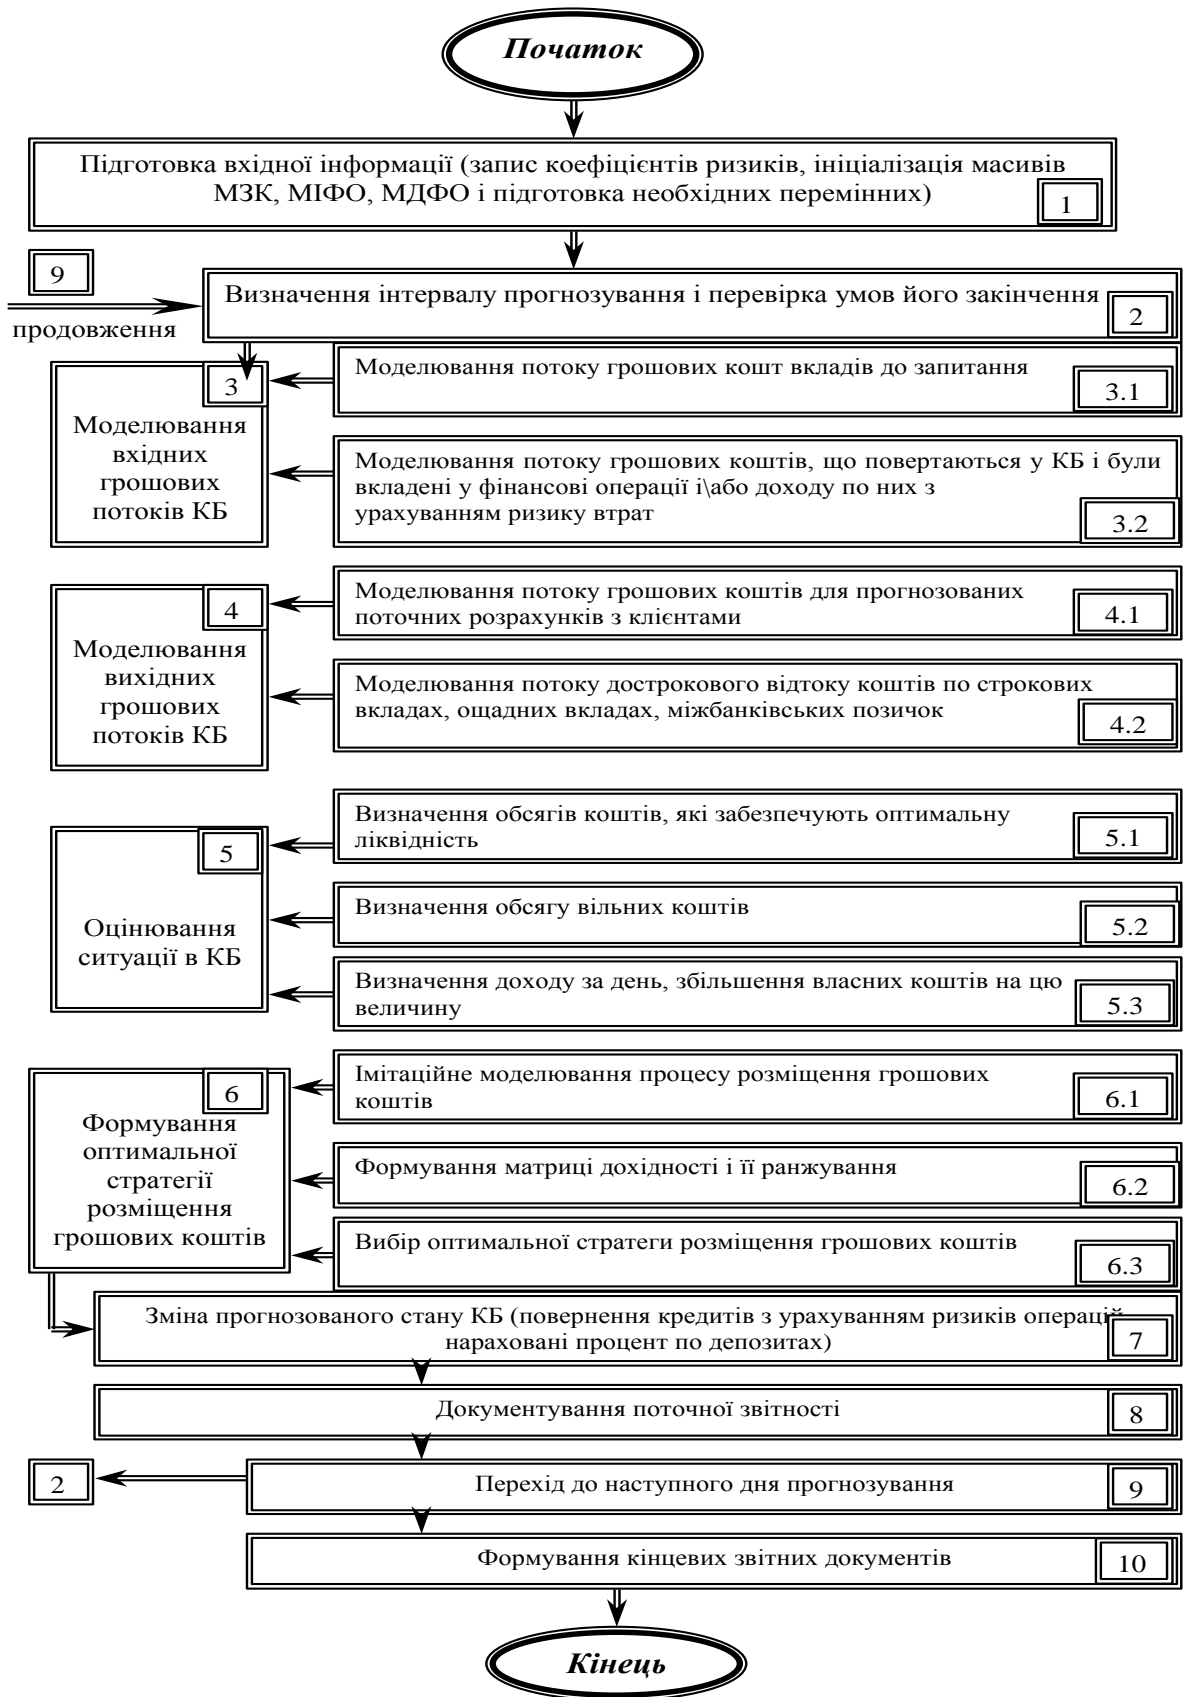 Початок
Підготовка вхідної інформації (запис коефіцієнтів ризиків, ініціалізація масивів
МЗК, МІФО, МДФО і підготовка необхідних перемінних)
1
9
продовження
Визначення інтервалу прогнозування і перевірка умов його закінчення
2
3
Моделювання
вхідних
грошових
потоків КБ
Моделювання потоку грошових кошт вкладів до запитання
3.1
Моделювання потоку грошових коштів, що повертаються у КБ і були
вкладені у фінансові операції і\або доходу по них з
урахуванням ризику втрат
3.2
4
Моделювання
вихідних
грошових
потоків КБ
Моделювання потоку грошових коштів для прогнозованих
поточних розрахунків з клієнтами
4.1
Моделювання потоку дострокового відтоку коштів по строкових
вкладах, ощадних вкладах, міжбанківських позичок
4.2
5
Оцінювання
ситуації в КБ
Визначення обсягів коштів, які забезпечують оптимальну
ліквідність
5.1
Визначення обсягу вільних коштів
5.2
Визначення доходу за день, збільшення власних коштів на цю
величину
5.3
6
Формування
оптимальної
стратегії
розміщення
грошових коштів
Імітаційне моделювання процесу розміщення грошових
коштів
6.1
Формування матриці дохідності і її ранжування
6.2
Вибір оптимальної стратеги розміщення грошових коштів
6.3
Зміна прогнозованого стану КБ (повернення кредитів з урахуванням ризиків операцій
нараховані процент по депозитах)
7
Документування поточної звітності
8
2
Перехід до наступного дня прогнозування
9
Формування кінцевих звітних документів
10
Кінець